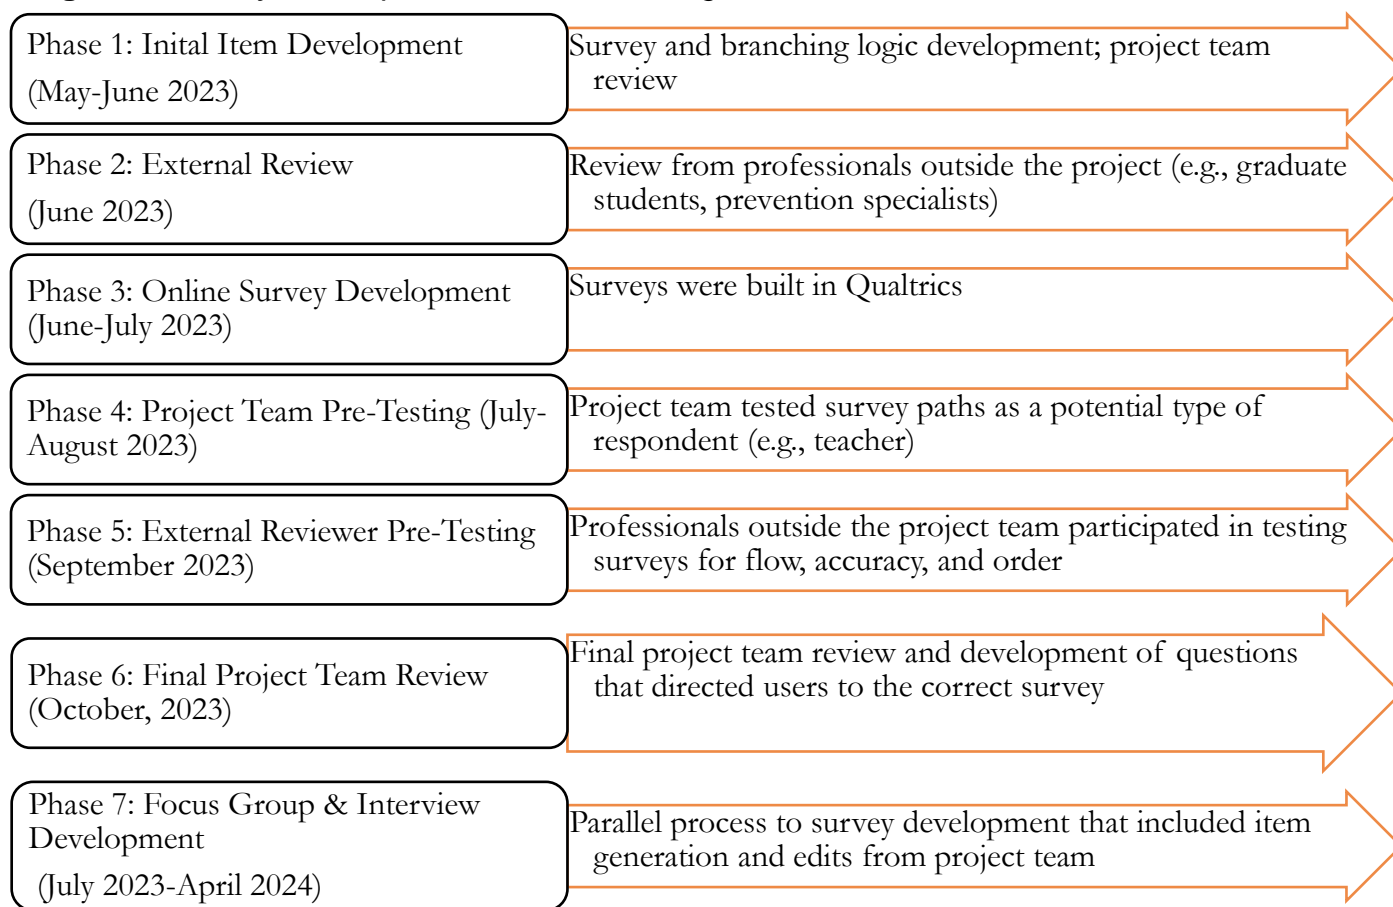 Phase 1: Inital Item Development
(May-June 2023)
Survey and branching logic development; project team
review
Phase 2: External Review
(June 2023)
Review from professionals outside the project (e.g., graduate
students, prevention specialists)
Phase 3: Online Survey Development
(June-July 2023)
Surveys were built in Qualtrics
Phase 4: Project Team Pre-Testing (July-
August 2023)
Project team tested survey paths as a potential type of
respondent (e.g., teacher)
Phase 5: External Reviewer Pre-Testing
(September 2023)
Professionals outside the project team participated in testing
surveys for flow, accuracy, and order
Phase 6: Final Project Team Review
(October, 2023)
Final project team review and development of questions
that directed users to the correct survey
Phase 7: Focus Group & Interview
Development
(July 2023-April 2024)
Parallel process to survey development that included item
generation and edits from project team